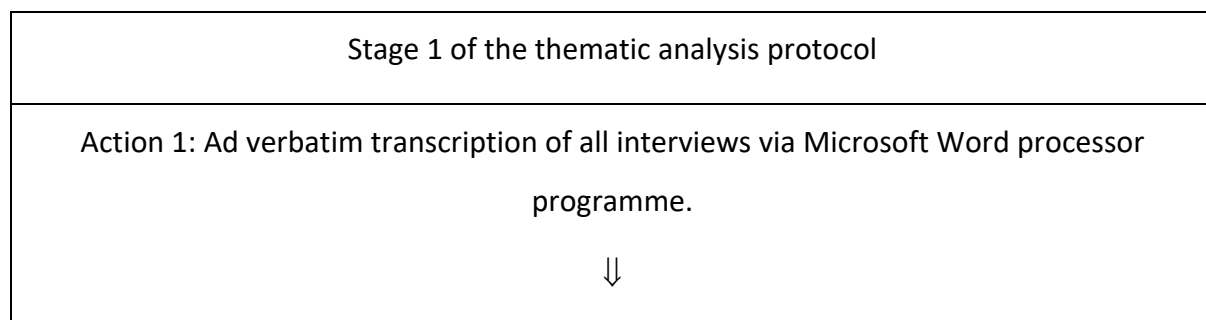 Stage 1 of the thematic analysis protocol
Action 1: Ad verbatim transcription of all interviews via Microsoft Word processor
programme.
⇓